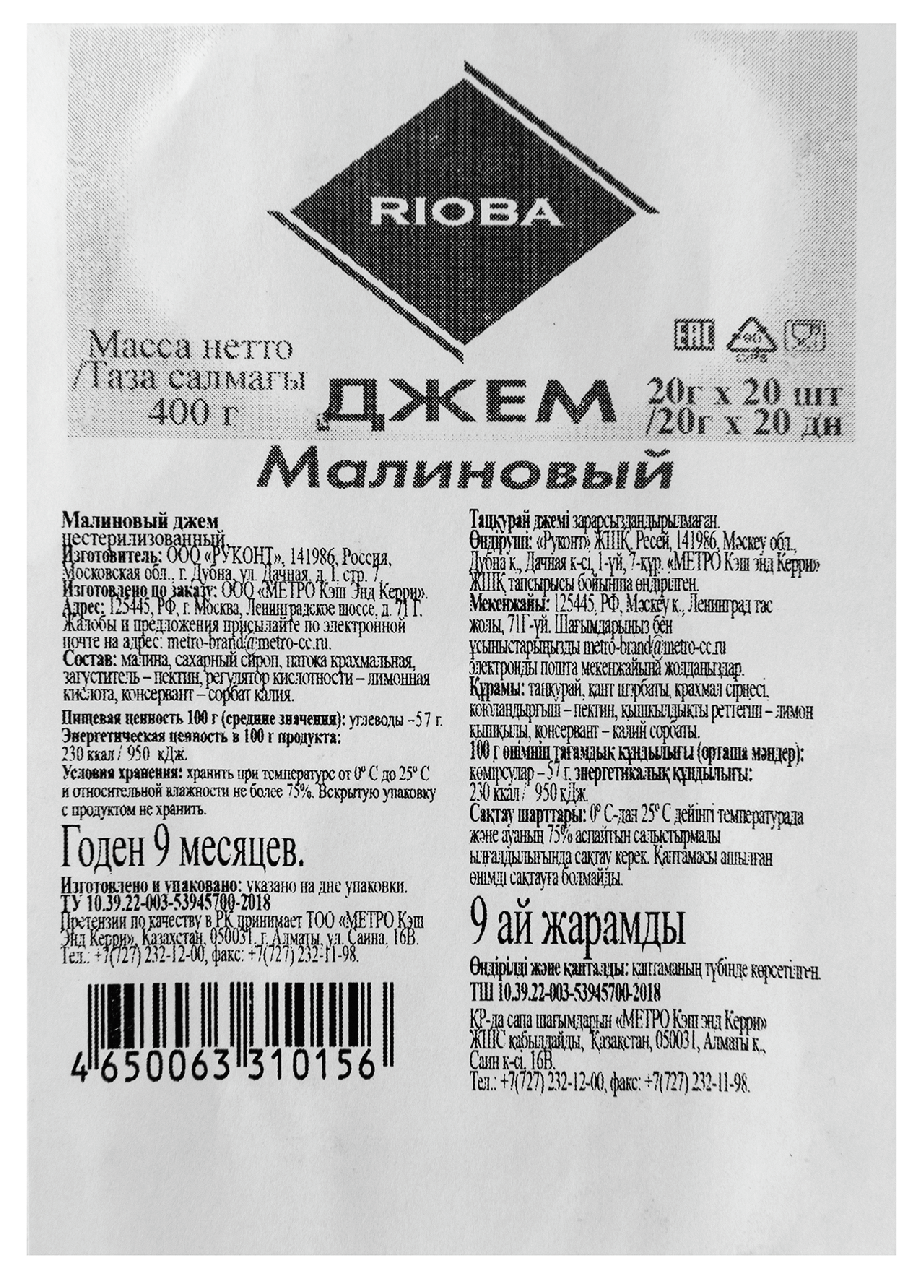 RIOBA
Масса нетто
/Таза салмағы
400 г
EAC
90
C/PS
ДЖЕМ
20г х 20 шт
/20г х 20 дн
Малиновый
Малиновый джем
нестерилизованный.
Изготовитель: ООО «РУКОНТ», 141986, Россия,
Московская обл., г. Дубна, ул. Дачная, д. 1, стр. 7
Изготовлено по заказу: ООО «МЕТРО Кэш Энд Керри».
Адрес: 125445, РФ, г. Москва, Ленинградское шоссе, д. 71 Г.
Жалобы и предложения присылайте по электронной
почте на адрес: metro-brand@metro-cc.ru.
Состав: малина, сахарный сироп, патока крахмальная,
загуститель – пектин, регулятор кислотности – лимонная
кислота, консервант – сорбат калия.
Пищевая ценность 100 г (средние значения): углеводы –57 г.
Энергетическая ценность в 100 г продукта:
230 ккал / 950 кДж.
Условия хранения: хранить при температуре от 0° С до 25° С
и относительной влажности не более 75%. Вскрытую упаковку
с продуктом не хранить.
Годен 9 месяцев.
Изготовлено и упаковано: указано на дне упаковки.
ТУ 10.39.22-003-53945700-2018
Претензии по качеству в РК принимает ТОО «МЕТРО Кэш
Энд Керри», Казахстан, 050031, г. Алматы, ул. Саина, 16В.
Тел.: +7(727) 232-12-00, факс: +7(727) 232-11-98.
4 650063 310156
Таңқурай джемі зарарсыздандырылмаған.
Өндіруші: «Руконт» ЖШҚ, Ресей, 141986, Мәскеу обл.,
Дубна к., Дачная к-сі, 1-үй, 7-құр. «МЕТРО Кэш энд Керри»
ЖШҚ тапсырысы бойынша өндірілген.
Мекенжайы: 125445, РФ, Мәскеу к., Ленинград тас
жолы, 71Г-үй. Шағымдарыңыз бен
ұсыныстарыңызды metro-brand@metro-cc.ru
электронды пошта мекенжайына жолдаңыздар.
Құрамы: таңқурай, қант шәрбаты, крахмал сірнесі,
қоюландырғыш – пектин, қышқылдықты реттегіш – лимон
қышқылы, консервант – калий сорбаты.
100 г өнімнің тағамдық құндылығы (орташа мәндер):
көмірсулар – 57 г. энергетикалық құндылығы:
230 ккал / 950 кДж.
Сақтау шарттары: 0° С-дан 25° С дейінгі температурада
және ауаның 75% аспайтын салыстырмалы
ылғалдылығында сақтау керек. Қаптамасы ашылған
өнімді сақтауға болмайды.
9 ай жарамды
Өндірілді және қапталды: қаптаманың түбінде көрсетілген.
ТШ 10.39.22-003-53945700-2018
ҚР-да сапа шағымдарын «МЕТРО Кэш энд Керри»
ЖШС қабылдайды, Қазақстан, 050031, Алматы қ.,
Саин к-сі, 16В.
Тел.: +7(727) 232-12-00, факс: +7(727) 232-11-98.